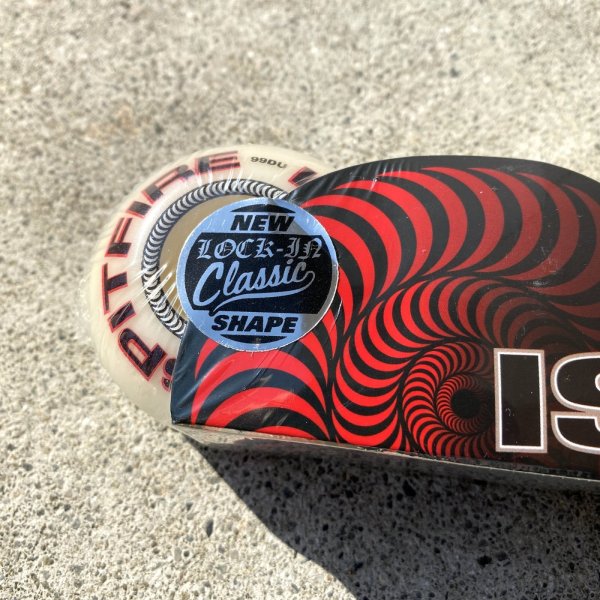 SPITFIRE
99DU
NEW
LOCK-IN
Classic
SHAPE
IS